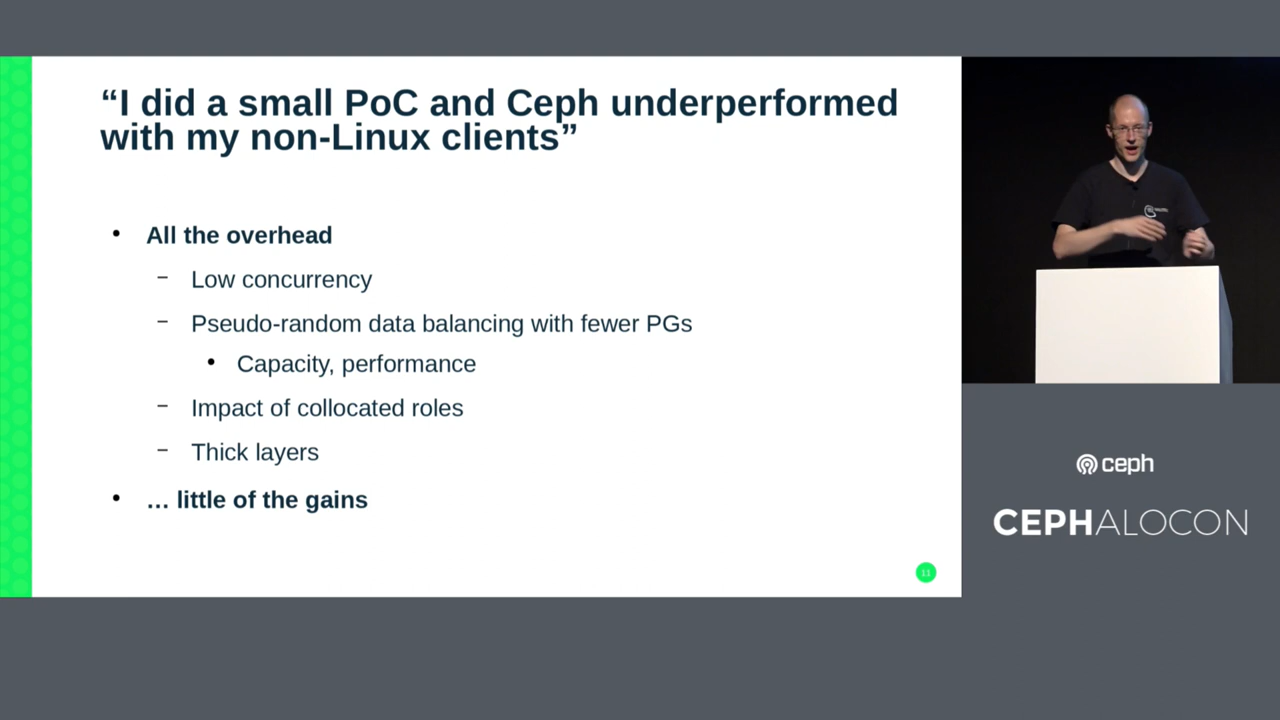 “I did a small PoC and Ceph underperformed
with my non-Linux clients”
• All the overhead
– Low concurrency
– Pseudo-random data balancing with fewer PGs
• Capacity, performance
– Impact of collocated roles
– Thick layers
• … little of the gains
11
ceph
CEPHALOCON